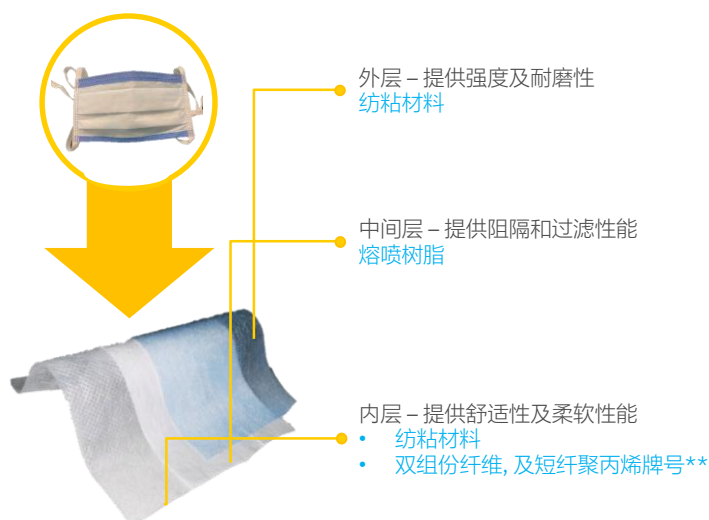 外层 – 提供强度及耐磨性
纺粘材料
中间层 – 提供阻隔和过滤性能
熔喷树脂
内层 – 提供舒适性及柔软性能
• 纺粘材料
• 双组份纤维, 及短纤聚丙烯牌号**